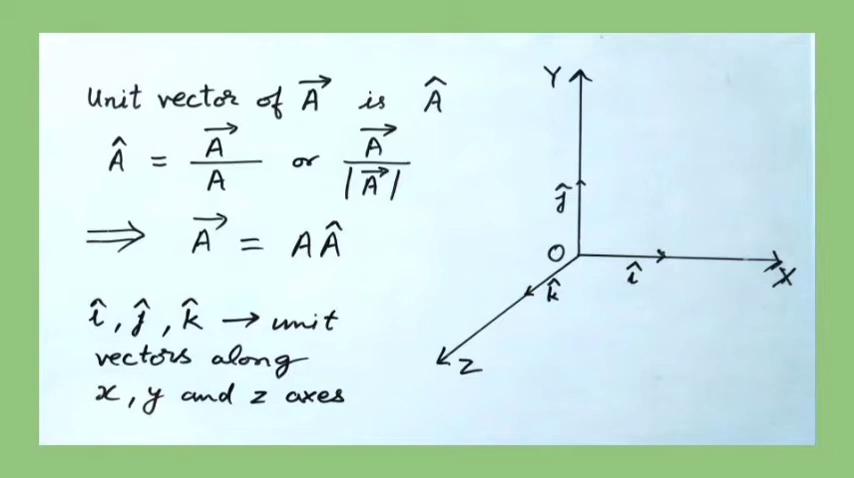 Unit vector of A⃗ is Â
Â = A⃗/A or A⃗/|A⃗|
⟹ A⃗ = AÂ
î, ĵ, k̂ → unit
vectors along
x, y and z axes
Y
ĵ
O
î
X
k̂
Z